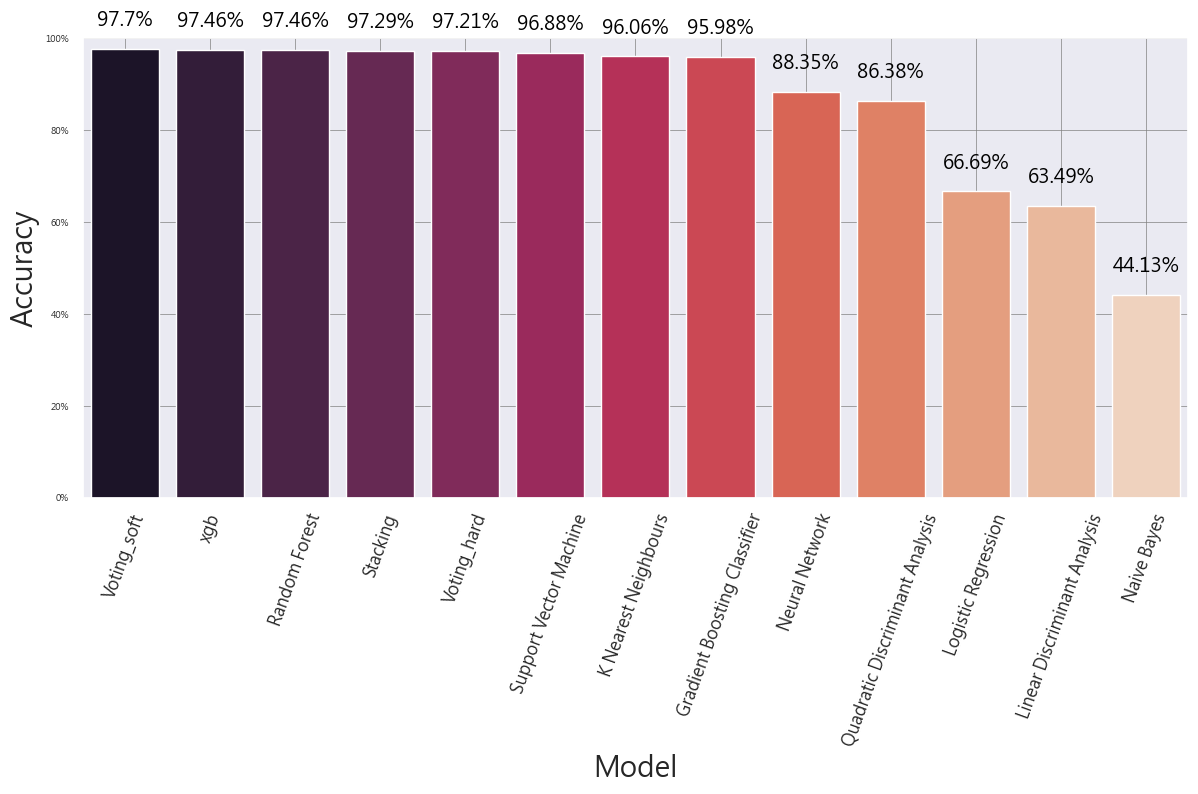 97.7% 97.46% 97.46% 97.29% 97.21% 96.88% 96.06% 95.98%
100%
88.35% 86.38%
80%
66.69% 63.49%
60%
44.13%
40%
20%
0%
Accuracy
Voting_soft
xgb
Random Forest
Stacking
Voting_hard
Support Vector Machine
K Nearest Neighbours
Gradient Boosting Classifier
Neural Network
Quadratic Discriminant Analysis
Logistic Regression
Linear Discriminant Analysis
Naive Bayes
Model